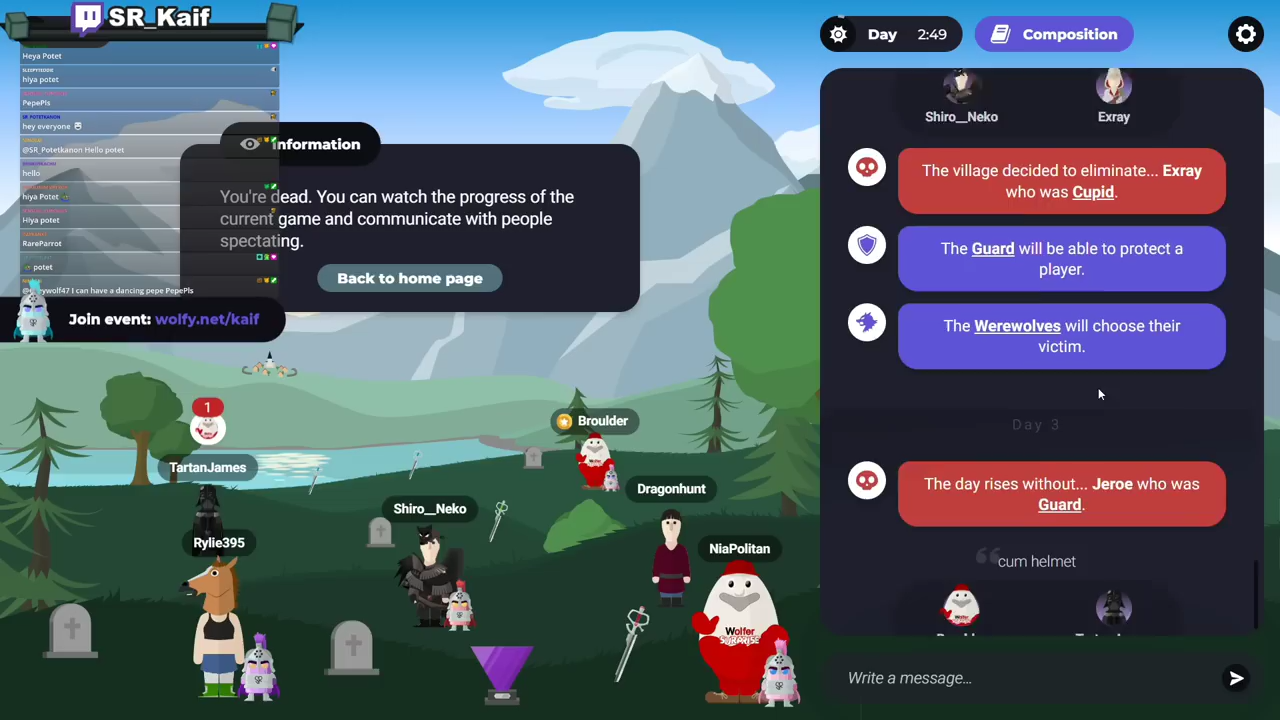 SR_Kaif
Heya Potet
hiya potet
PepePls
SR_POTETKANON
hey everyone
@SR_Potetkanon Hello potet
hello
hiya Potet
Hiya potet
RareParrot
potet
I can have a dancing pepe PepePls
Join event: wolfy.net/kaif
Information
You're dead. You can watch the progress of the
current game and communicate with people
spectating.
Back to home page
1
TartanJames
Rylie395
Shiro__Neko
Broulder
Dragonhunt
NiaPolitan
Wolfer
SURPRISE
Day 2:49
Composition
Shiro__Neko
Exray
The village decided to eliminate... Exray
who was Cupid.
The Guard will be able to protect a
player.
The Werewolves will choose their
victim.
Day 3
The day rises without... Jeroe who was
Guard.
cum helmet
Write a message...